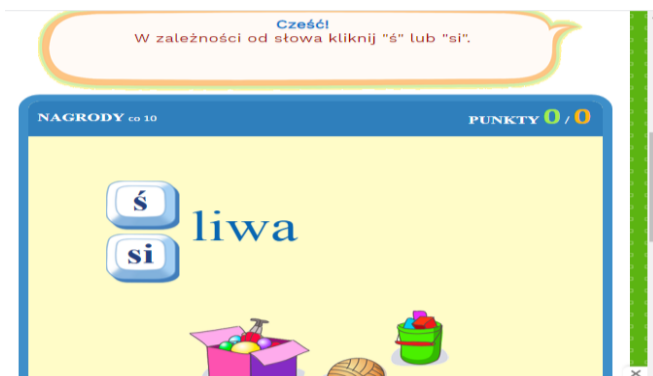 Cześć!
W zależności od słowa kliknij "ś" lub "si".
NAGRODY co 10
PUNKTY 0 / 0
ś
si
liwa